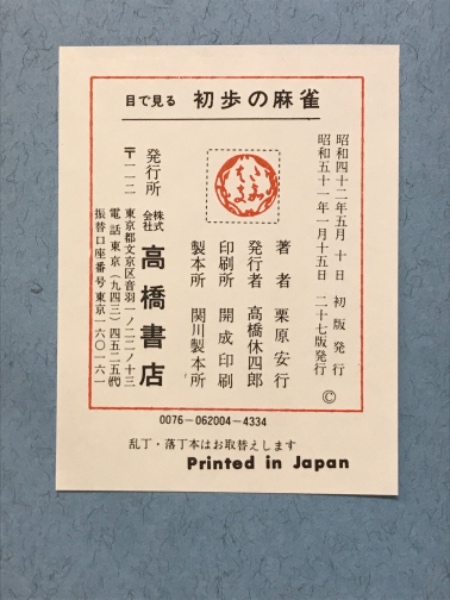 目で見る 初歩の麻雀
昭和四十二年五月 十日 初版発行
昭和五十一年一月十五日 二十七版発行
©
著者 栗原安行
発行者 高橋休四郎
印刷所 開成印刷
製本所 関川製本所
発行所 株式会社 高橋書店
〒一一二 東京都文京区音羽一ノ二二ノ十三
電話東京(九四三)四五二五㈹
振替口座番号東京一六〇一六一
0076-062004-4334
乱丁・落丁本はお取替えします
Printed in Japan